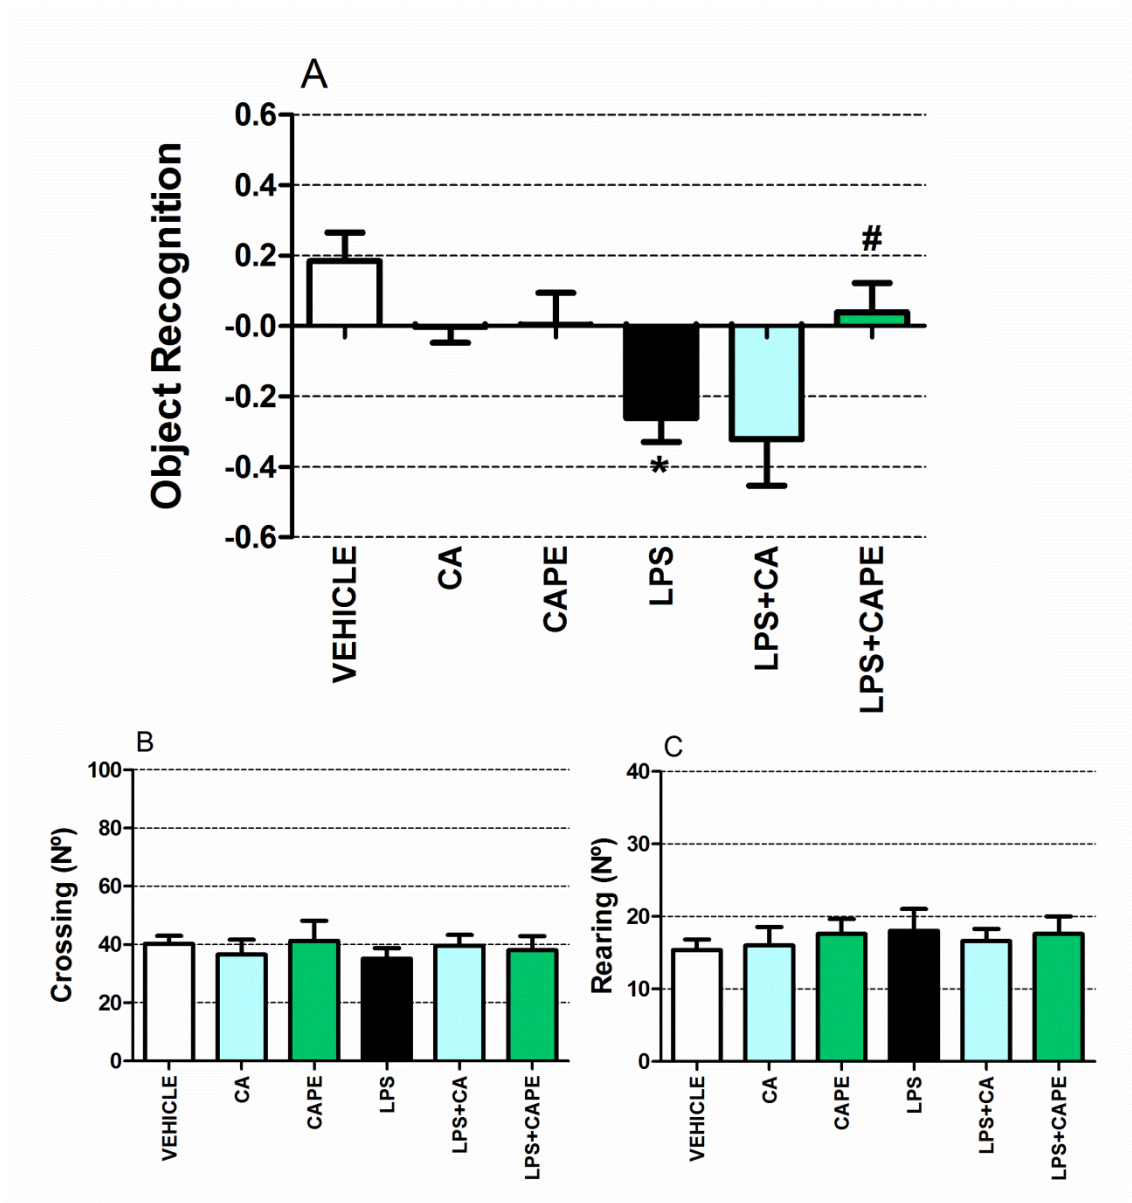 A
Object Recognition
0.6
0.4
0.2
-0.0
-0.2
-0.4
-0.6
#
*
VEHICLE
CA
CAPE
LPS
LPS+CA
LPS+CAPE
B
Crossing (Nº)
100
80
60
40
20
0
VEHICLE
CA
CAPE
LPS
LPS+CA
LPS+CAPE
C
Rearing (Nº)
40
30
20
10
0
VEHICLE
CA
CAPE
LPS
LPS+CA
LPS+CAPE